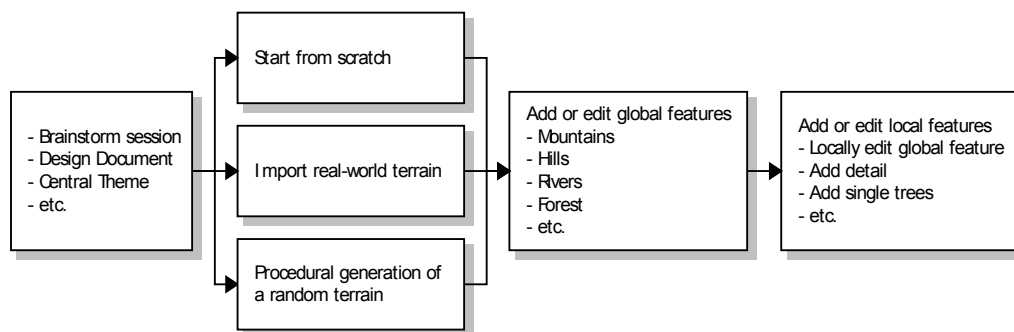 - Brainstorm session
- Design Document
- Central Theme
- etc.
Start from scratch
Import real-world terrain
Procedural generation of
a random terrain
Add or edit global features
- Mountains
- Hills
- Rivers
- Forest
- etc.
Add or edit local features
- Locally edit global feature
- Add detail
- Add single trees
- etc.